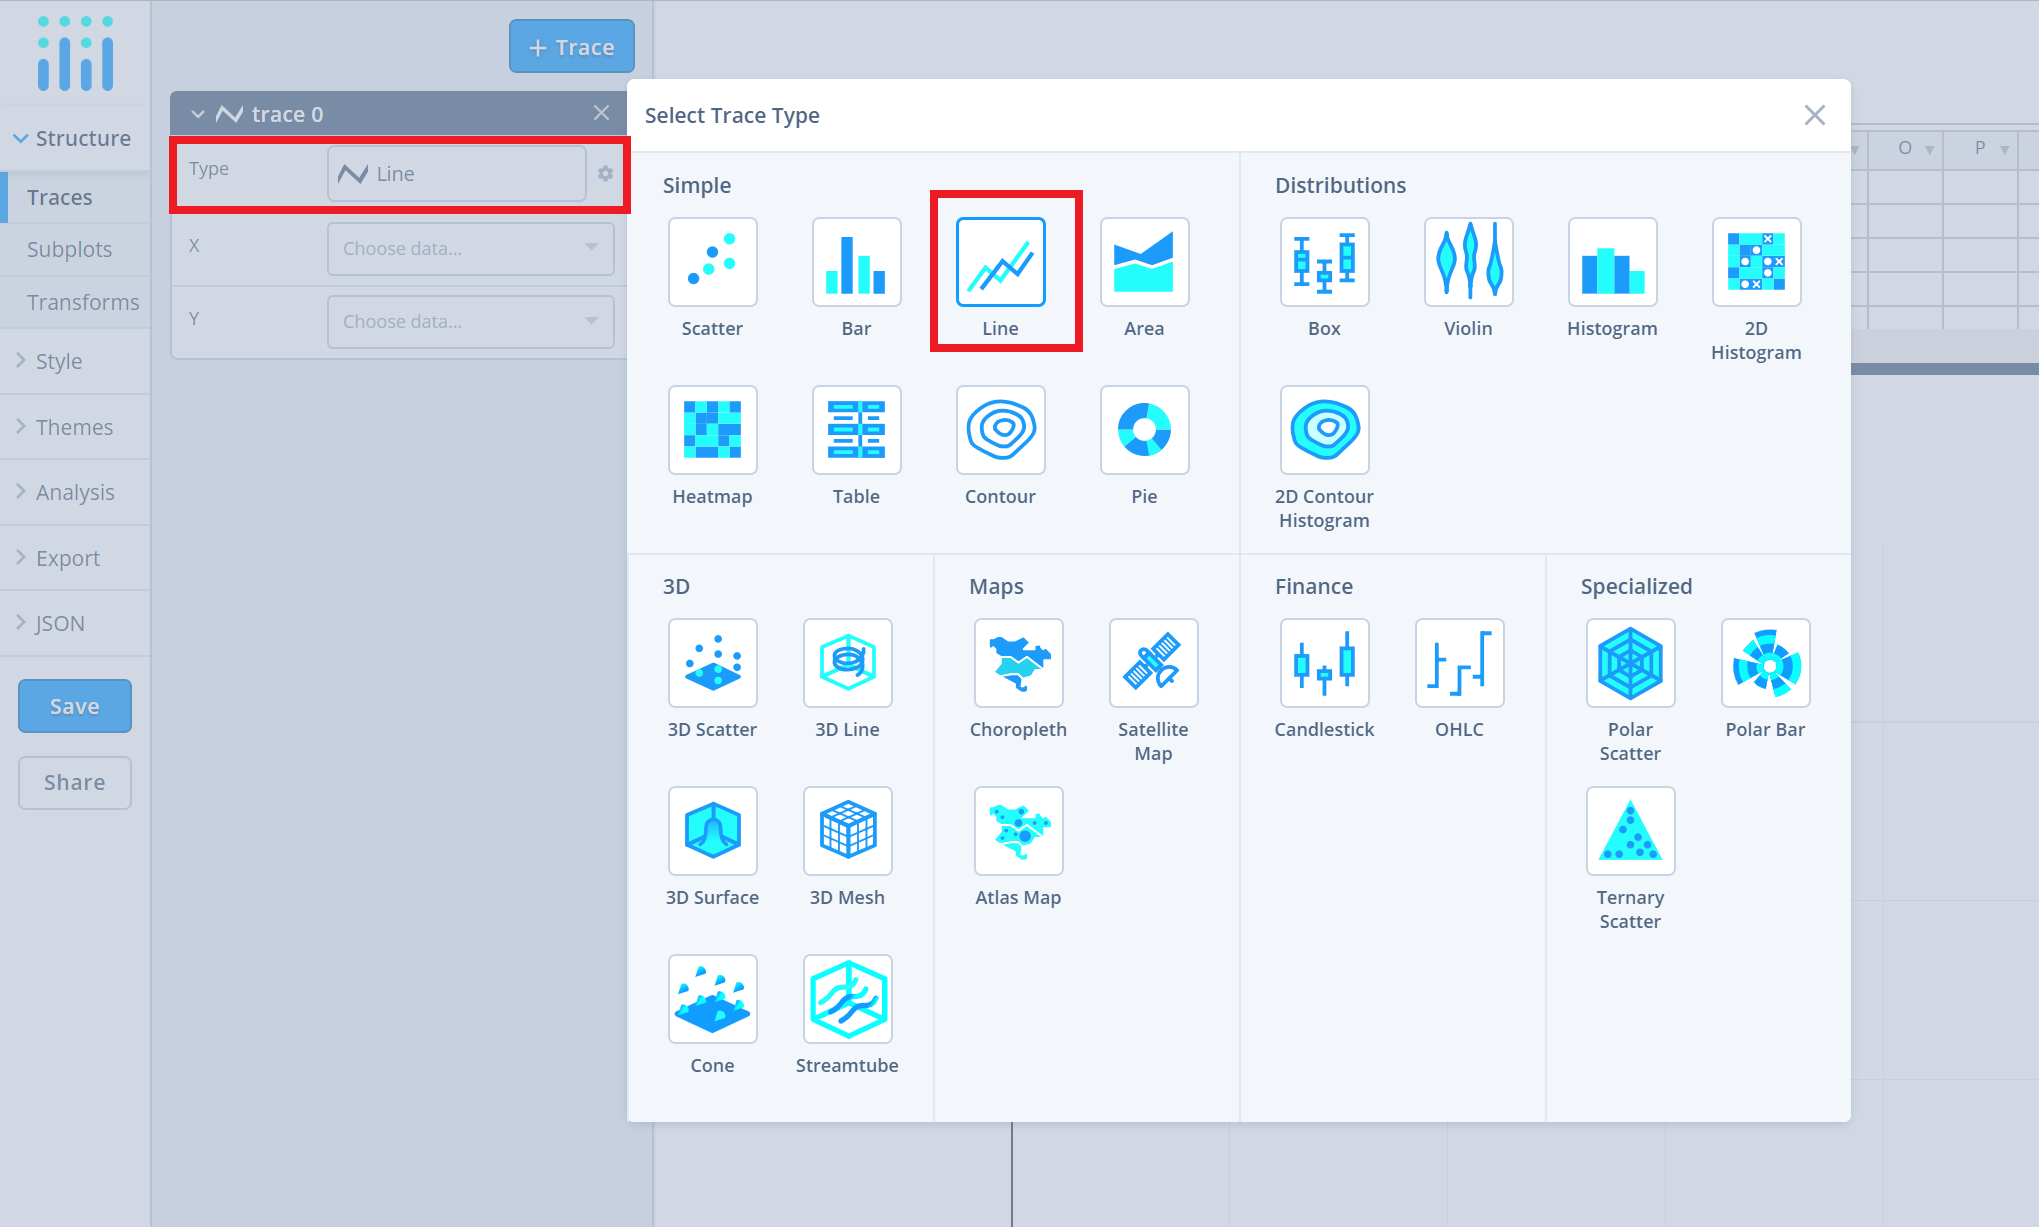 + Trace
trace 0
Structure
Type
Line
Traces
X
Choose data...
Subplots
Transforms
Y
Choose data...
Style
Themes
Analysis
Export
JSON
Save
Share
O
P
Select Trace Type
Simple
Scatter
Bar
Line
Area
Heatmap
Table
Contour
Pie
Distributions
Box
Violin
Histogram
2D
Histogram
2D Contour
Histogram
3D
3D Scatter
3D Line
3D Surface
3D Mesh
Cone
Streamtube
Maps
Choropleth
Satellite
Map
Atlas Map
Finance
Candlestick
OHLC
Specialized
Polar
Scatter
Polar Bar
Ternary
Scatter